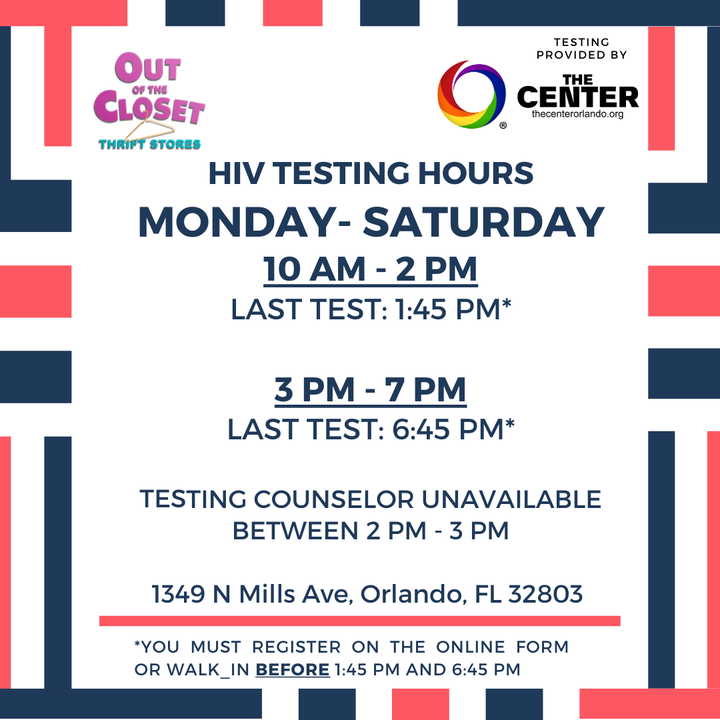 OUT
OF THE
CLOSET
THRIFT STORES
TESTING
PROVIDED BY
THE
CENTER
thecenterorlando.org
®
HIV TESTING HOURS
MONDAY- SATURDAY
10 AM - 2 PM
LAST TEST: 1:45 PM*
3 PM - 7 PM
LAST TEST: 6:45 PM*
TESTING COUNSELOR UNAVAILABLE
BETWEEN 2 PM - 3 PM
1349 N Mills Ave, Orlando, FL 32803
*YOU MUST REGISTER ON THE ONLINE FORM
OR WALK_IN BEFORE 1:45 PM AND 6:45 PM